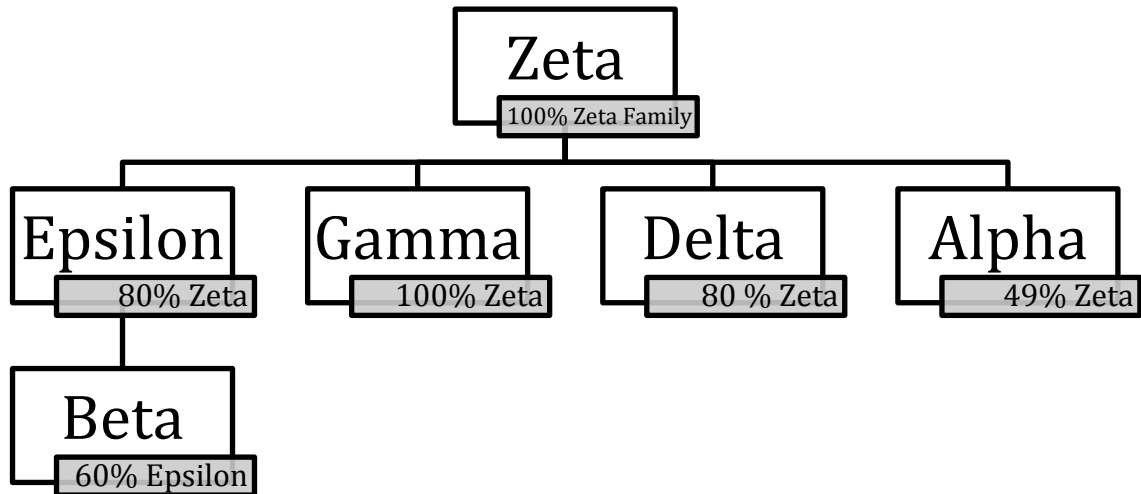 Zeta
100% Zeta Family
Epsilon
80% Zeta
Gamma
100% Zeta
Delta
80 % Zeta
Alpha
49% Zeta
Beta
60% Epsilon